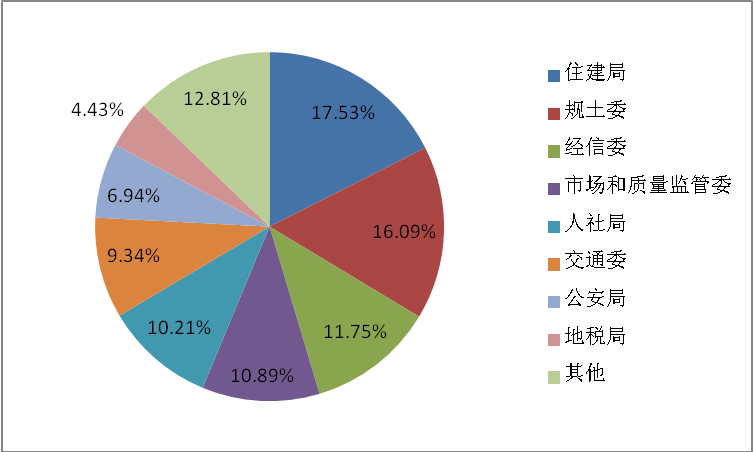 17.53%
16.09%
11.75%
10.89%
10.21%
9.34%
6.94%
4.43%
12.81%
住建局
规土委
经信委
市场和质量监管委
人社局
交通委
公安局
地税局
其他